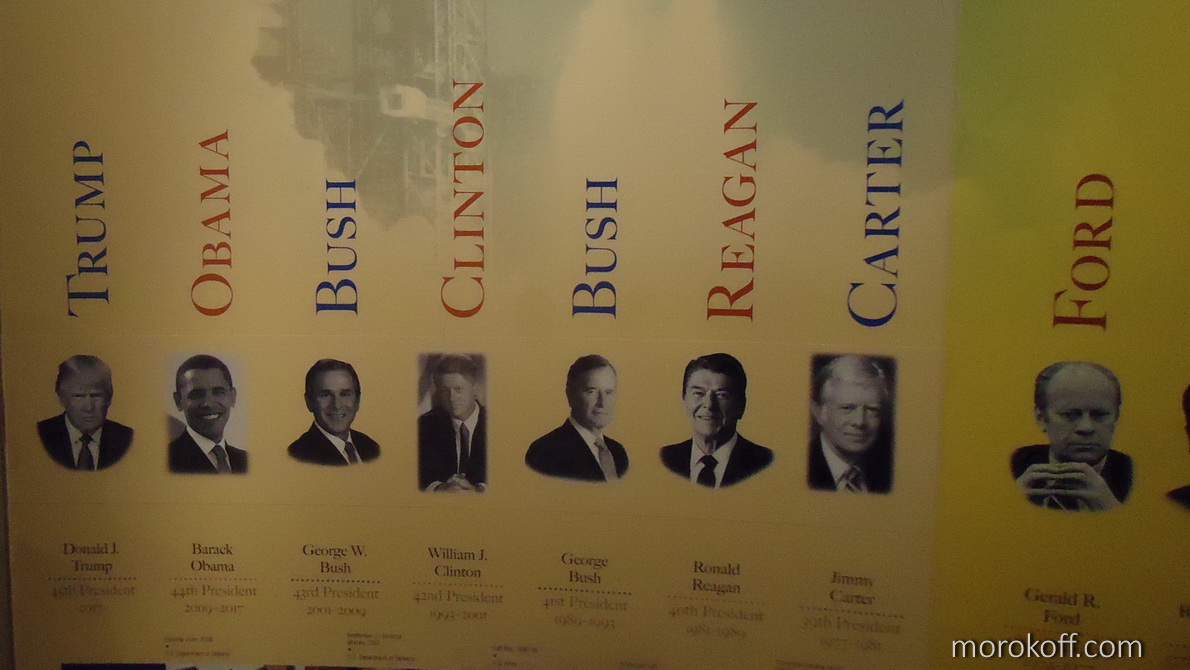 TRUMP
OBAMA
BUSH
CLINTON
BUSH
REAGAN
CARTER
FORD
Donald J.
Trump
45th President
2017
Barack
Obama
44th President
2009–2017
George W.
Bush
43rd President
2001–2009
William J.
Clinton
42nd President
1993–2001
George
Bush
41st President
1989–1993
Ronald
Reagan
40th President
1981–1989
Jimmy
Carter
39th President
1977–1981
Gerald R.
Ford
morokoff.com